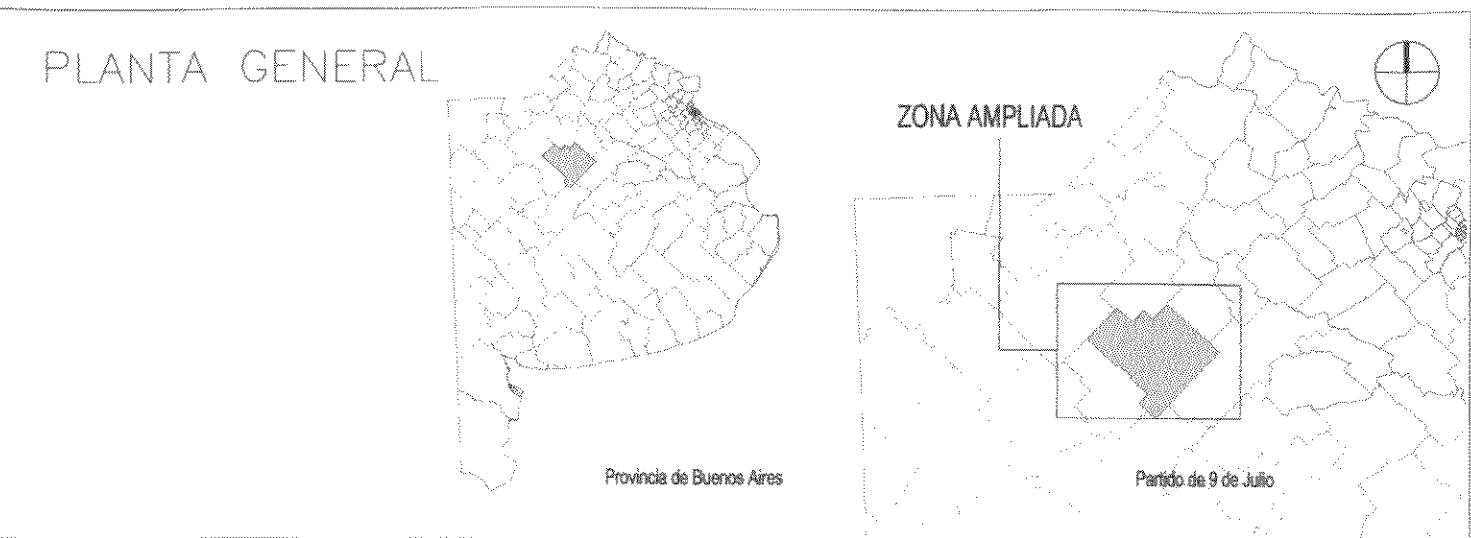 PLANTA GENERAL
ZONA AMPLIADA
Provincia de Buenos Aires
Partido de 9 de Julio